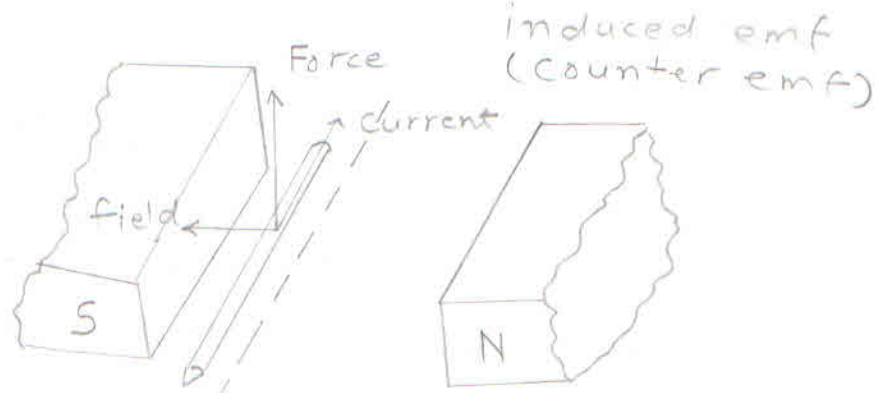 induced emf
(Counter emf)
Force
Current
field
S
N